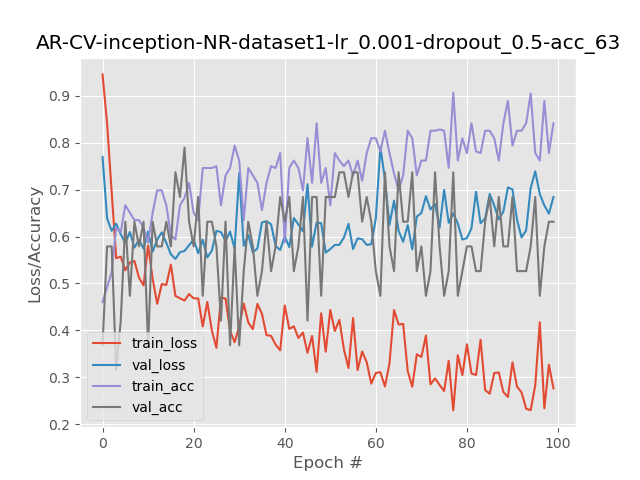 AR-CV-inception-NR-dataset1-lr_0.001-dropout_0.5-acc_63
Loss/Accuracy
0.9
0.8
0.7
0.6
0.5
0.4
0.3
0.2
train_loss
val_loss
train_acc
val_acc
0 20 40 60 80 100
Epoch #